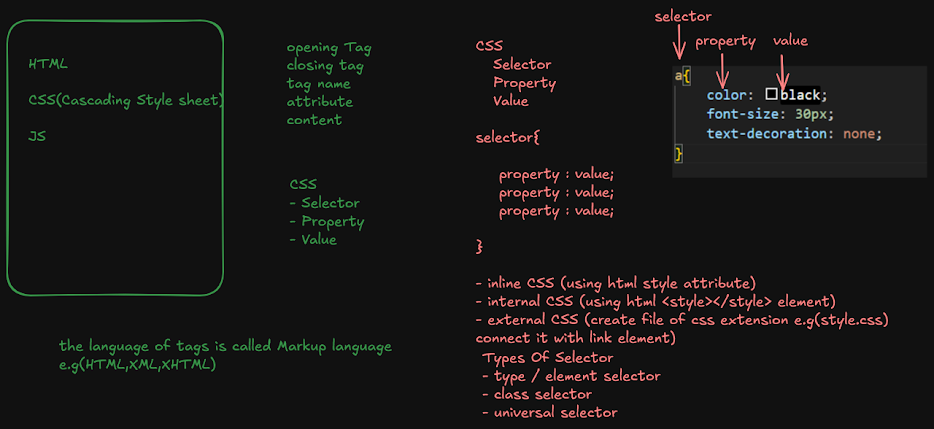 HTML
CSS(Cascading Style sheet)
JS
opening Tag
closing tag
tag name
attribute
content
CSS
- Selector
- Property
- Value
the language of tags is called Markup language
e.g(HTML,XML,XHTML)
CSS
Selector
Property
Value
selector{
property : value;
property : value;
property : value;
}
- inline CSS (using html style attribute)
- internal CSS (using html <style></style> element)
- external CSS (create file of css extension e.g(style.css)
connect it with link element)
Types Of Selector
- type / element selector
- class selector
- universal selector
selector
property value
a{
color: black;
font-size: 30px;
text-decoration: none;
}